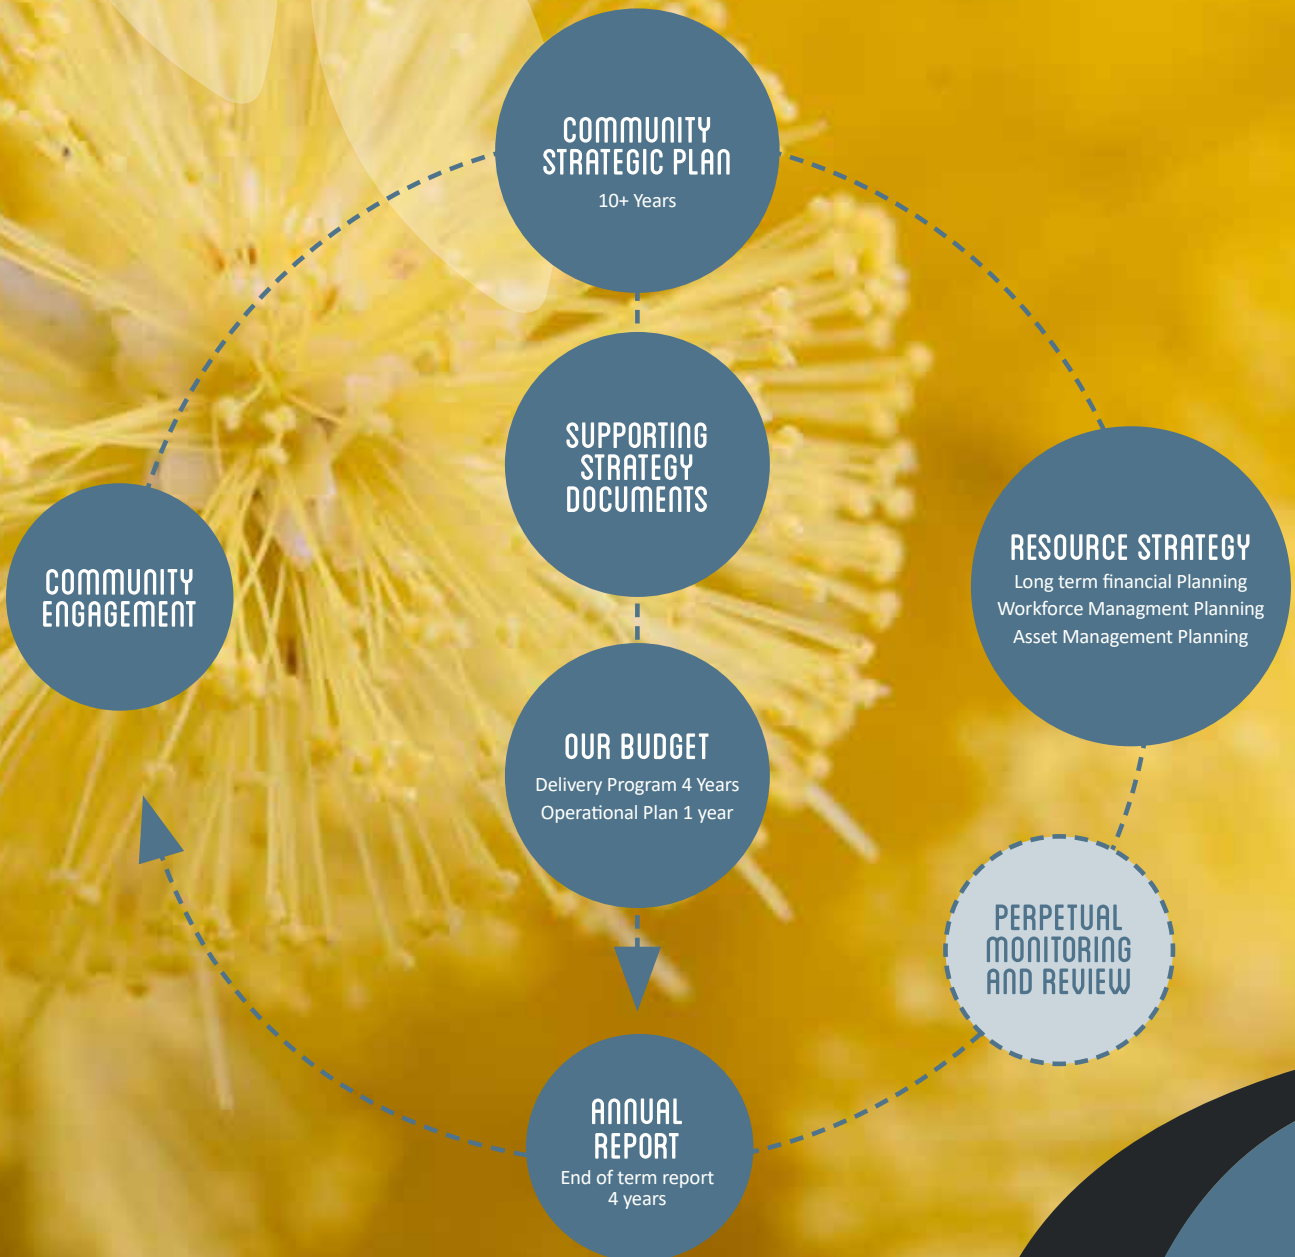 COMMUNITY
STRATEGIC PLAN
10+ Years
SUPPORTING
STRATEGY
DOCUMENTS
COMMUNITY
ENGAGEMENT
RESOURCE STRATEGY
Long term financial Planning
Workforce Managment Planning
Asset Management Planning
OUR BUDGET
Delivery Program 4 Years
Operational Plan 1 year
PERPETUAL
MONITORING
AND REVIEW
ANNUAL
REPORT
End of term report
4 years